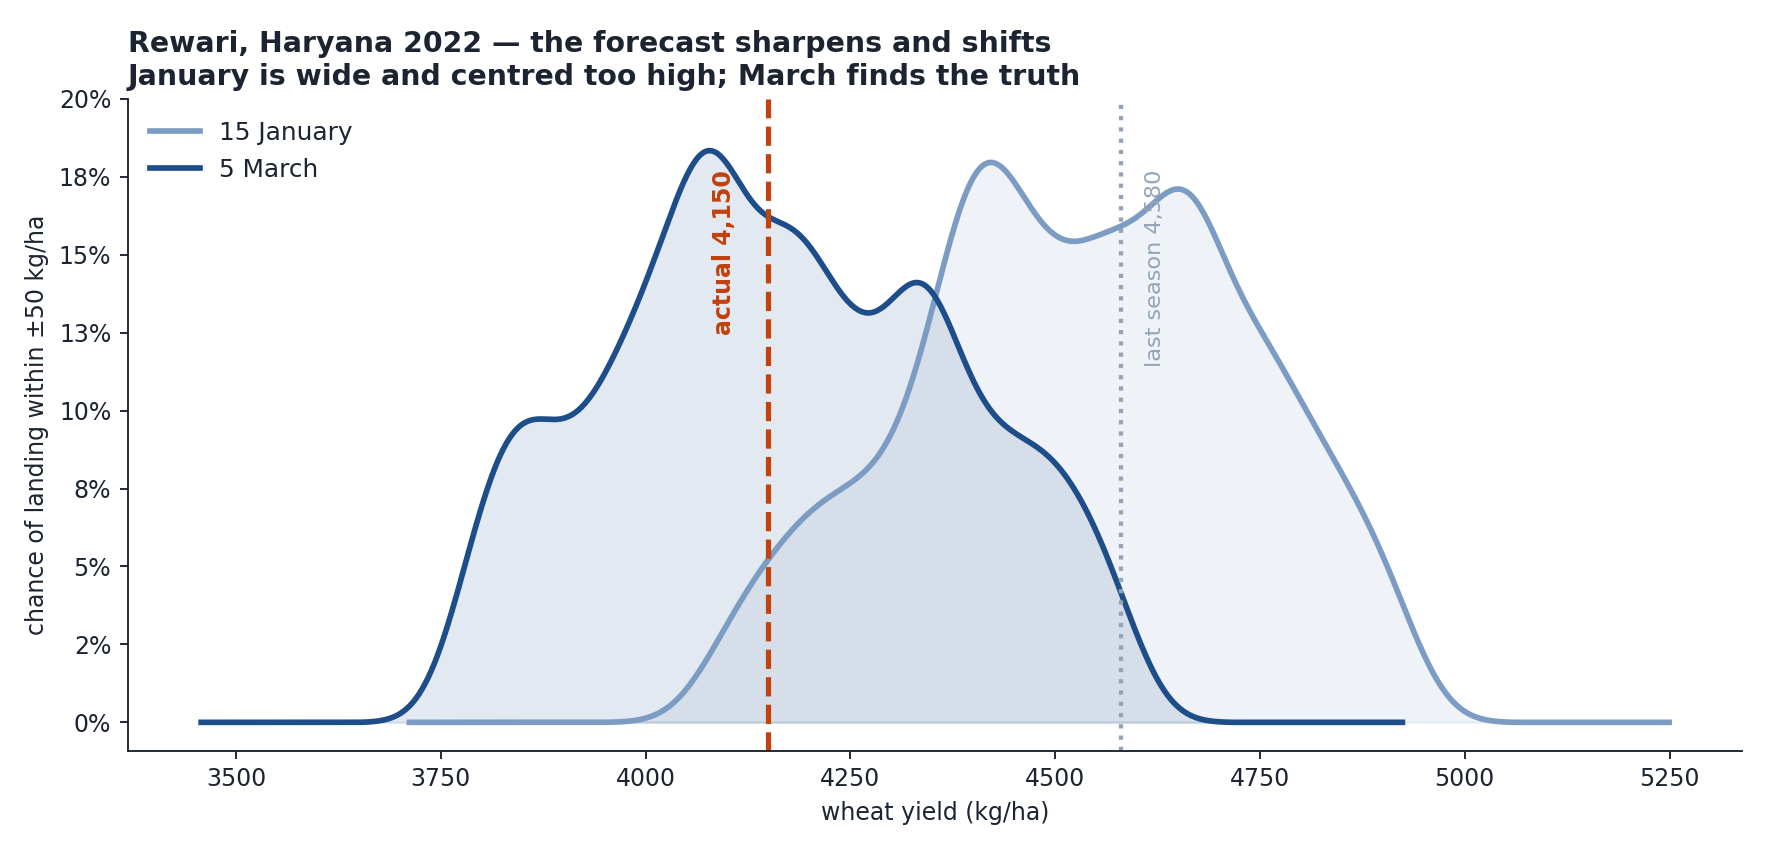 Rewari, Haryana 2022 — the forecast sharpens and shifts
January is wide and centred too high; March finds the truth
15 January
5 March
chance of landing within ±50 kg/ha
20%
18%
15%
13%
10%
8%
5%
2%
0%
actual 4,150
last season 4,580
3500
3750
4000
4250
4500
4750
5000
5250
wheat yield (kg/ha)